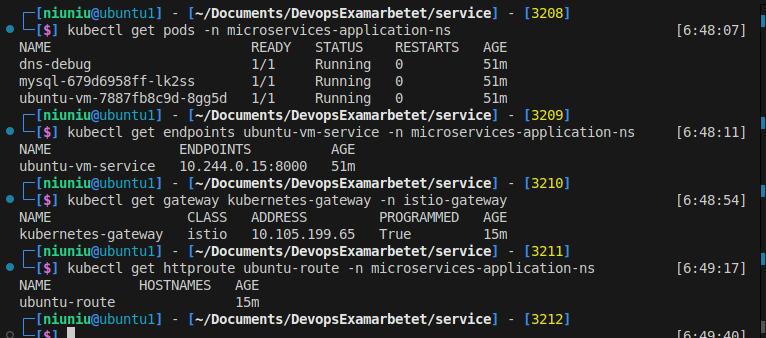 ┌─[niuniu@ubuntu1] - [~/Documents/DevopsExamarbetet/service] - [3208]
└─[$] kubectl get pods -n microservices-application-ns [6:48:07]
NAME READY STATUS RESTARTS AGE
dns-debug 1/1 Running 0 51m
mysql-679d6958ff-lk2ss 1/1 Running 0 51m
ubuntu-vm-7887fb8c9d-8gg5d 1/1 Running 0 51m
┌─[niuniu@ubuntu1] - [~/Documents/DevopsExamarbetet/service] - [3209]
└─[$] kubectl get endpoints ubuntu-vm-service -n microservices-application-ns [6:48:11]
NAME ENDPOINTS AGE
ubuntu-vm-service 10.244.0.15:8000 51m
┌─[niuniu@ubuntu1] - [~/Documents/DevopsExamarbetet/service] - [3210]
└─[$] kubectl get gateway kubernetes-gateway -n istio-gateway [6:48:54]
NAME CLASS ADDRESS PROGRAMMED AGE
kubernetes-gateway istio 10.105.199.65 True 15m
┌─[niuniu@ubuntu1] - [~/Documents/DevopsExamarbetet/service] - [3211]
└─[$] kubectl get httproute ubuntu-route -n microservices-application-ns [6:49:17]
NAME HOSTNAMES AGE
ubuntu-route 15m
┌─[niuniu@ubuntu1] - [~/Documents/DevopsExamarbetet/service] - [3212]
└─[$] [6:49:40]